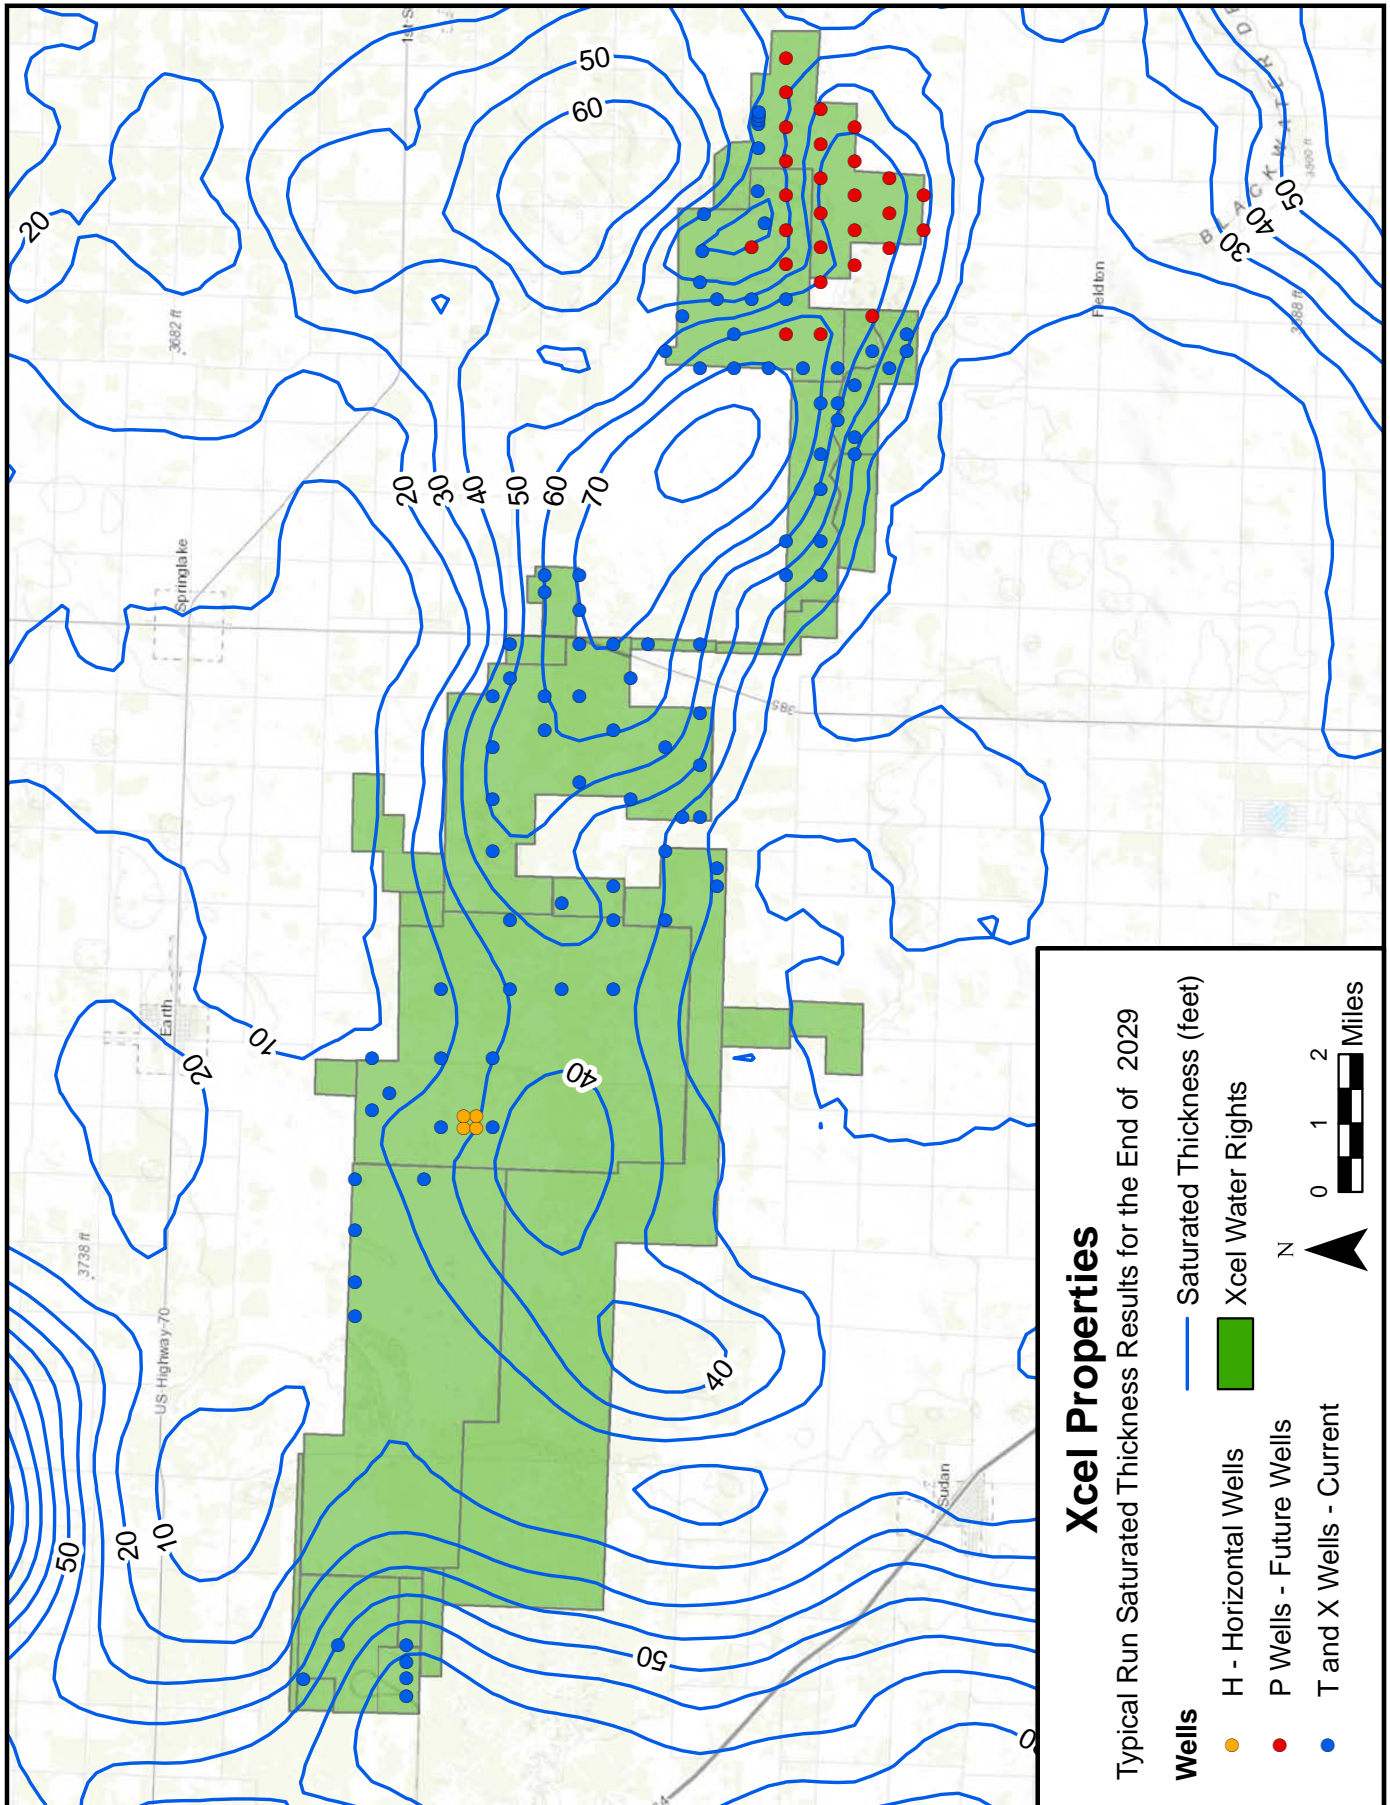 Xcel Properties
Typical Run Saturated Thickness Results for the End of 2029
Wells
H - Horizontal Wells
P Wells - Future Wells
T and X Wells - Current
Saturated Thickness (feet)
Xcel Water Rights
N
0 1 2
Miles
50
20
10
20
10
40
40
50
20
30
40
50
60
70
50
60
20
30
40
50
3738 ft
US Highway-70
Earth
Springlake
3682 ft
Sudan
385
Fieldton
BLACKWATER